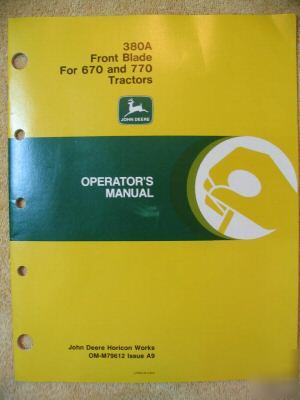 380A
Front Blade
For 670 and 770
Tractors
JOHN DEERE
OPERATOR'S
MANUAL
John Deere Horicon Works
OM-M79612 Issue A9